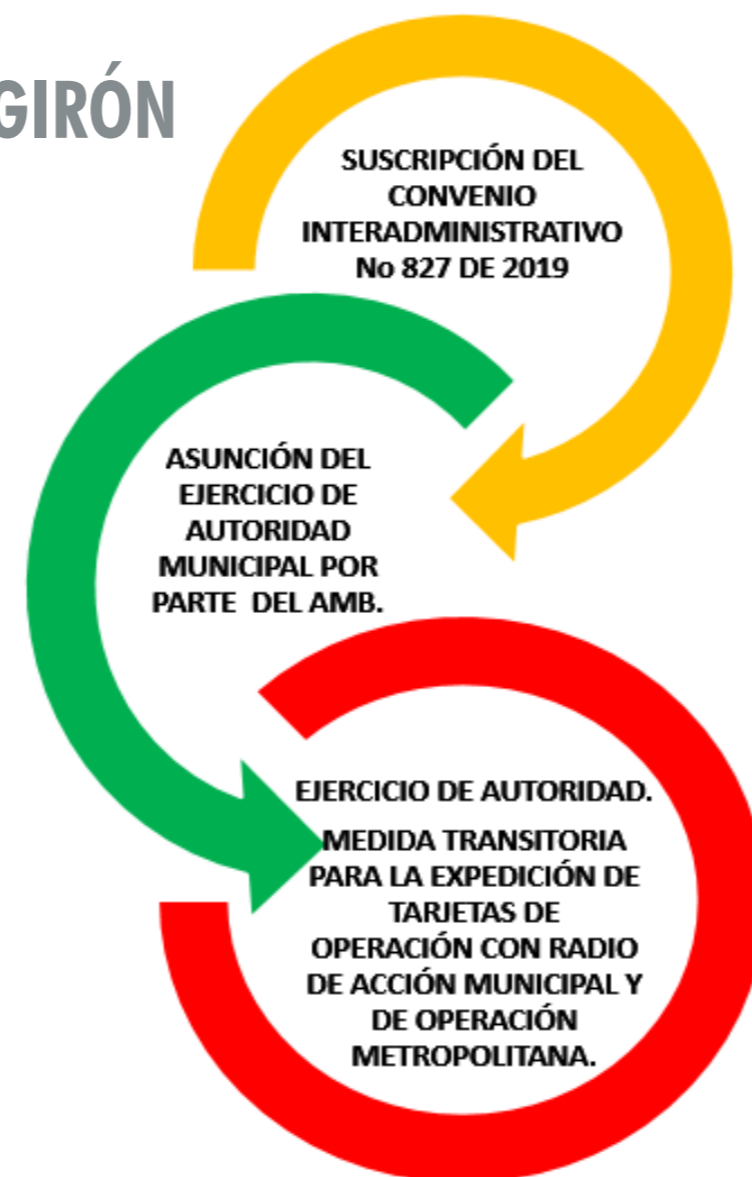 GIRÓN
SUSCRIPCIÓN DEL
CONVENIO
INTERADMINISTRATIVO
No 827 DE 2019
ASUNCIÓN DEL
EJERCICIO DE
AUTORIDAD
MUNICIPAL POR
PARTE DEL AMB.
EJERCICIO DE AUTORIDAD.
MEDIDA TRANSITORIA
PARA LA EXPEDICIÓN DE
TARJETAS DE
OPERACIÓN CON RADIO
DE ACCIÓN MUNICIPAL Y
DE OPERACIÓN
METROPOLITANA.